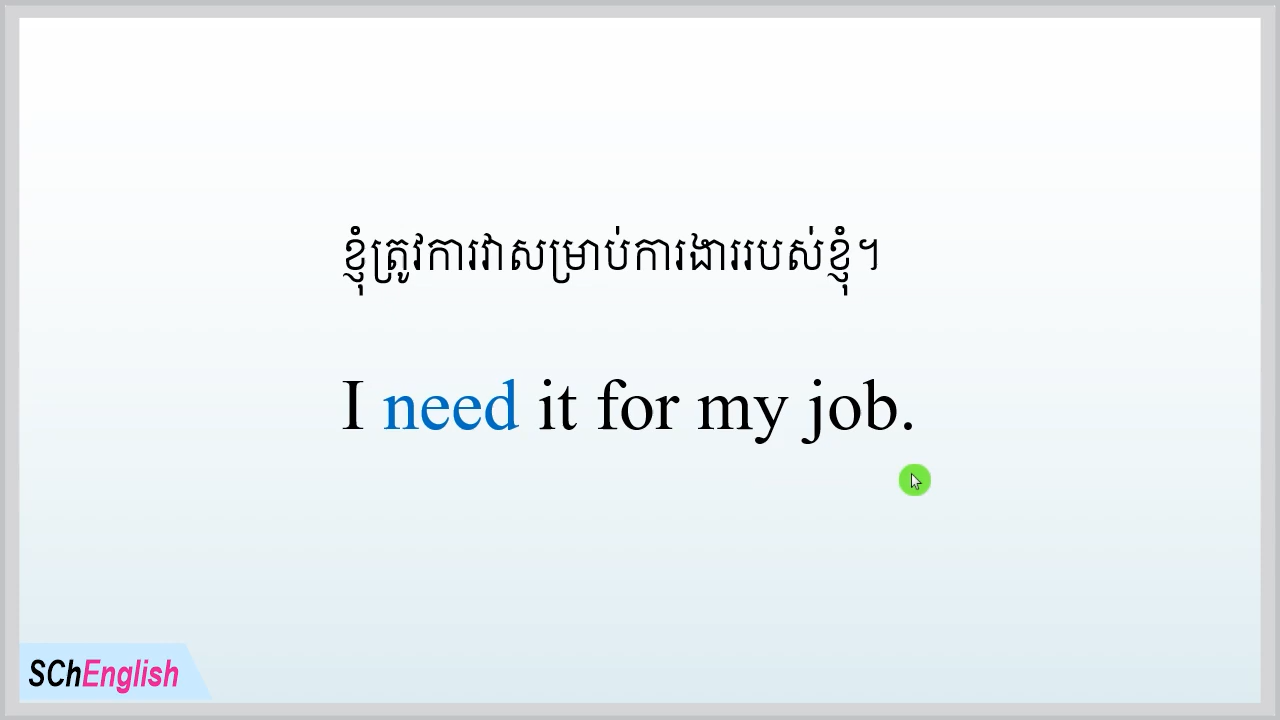 ខ្ញុំត្រូវការវាសម្រាប់ការងាររបស់ខ្ញុំ។
I need it for my job.
SChEnglish